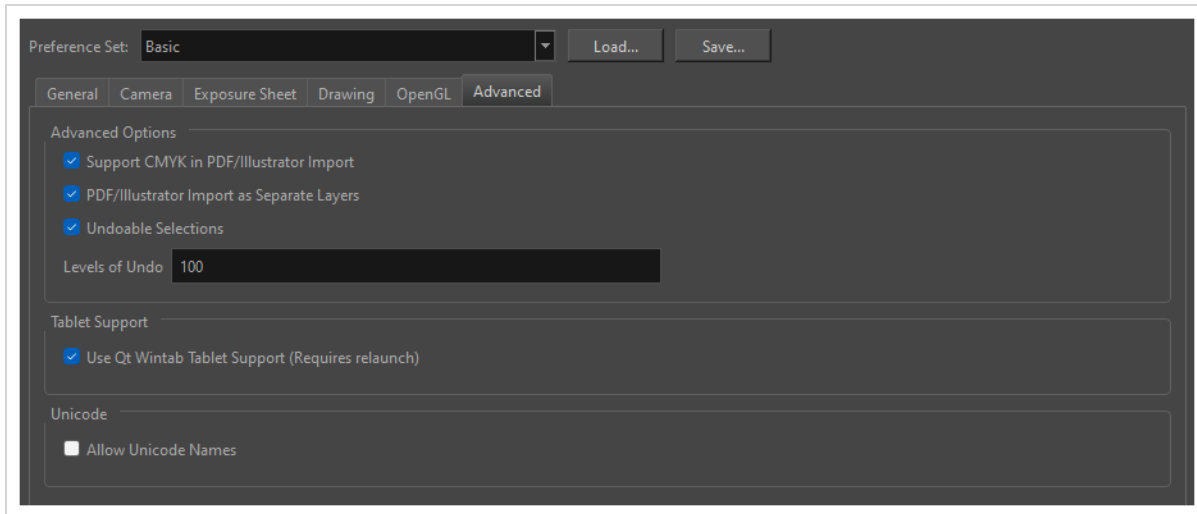 Preference Set: Basic Load... Save...
General Camera Exposure Sheet Drawing OpenGL Advanced
Advanced Options
Support CMYK in PDF/Illustrator Import
PDF/Illustrator Import as Separate Layers
Undoable Selections
Levels of Undo 100
Tablet Support
Use Qt Wintab Tablet Support (Requires relaunch)
Unicode
Allow Unicode Names